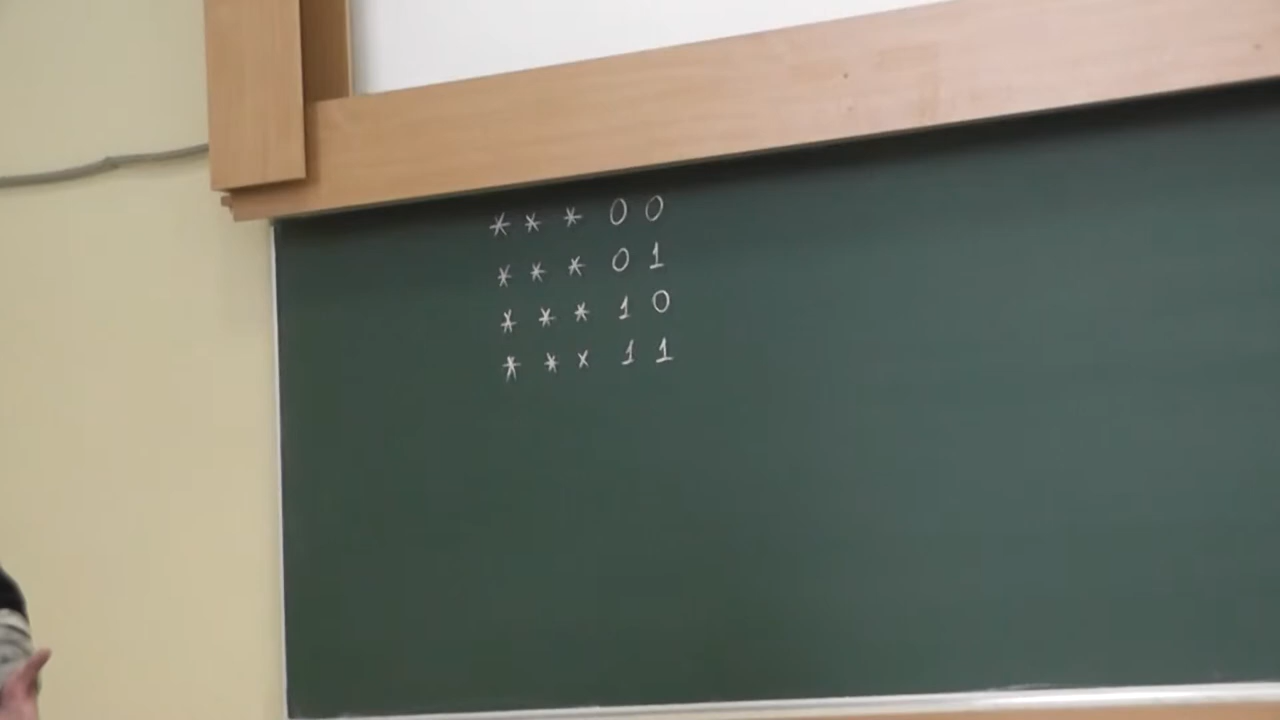 * * * 0 0
* * * 0 1
* * * 1 0
* * × 1 1